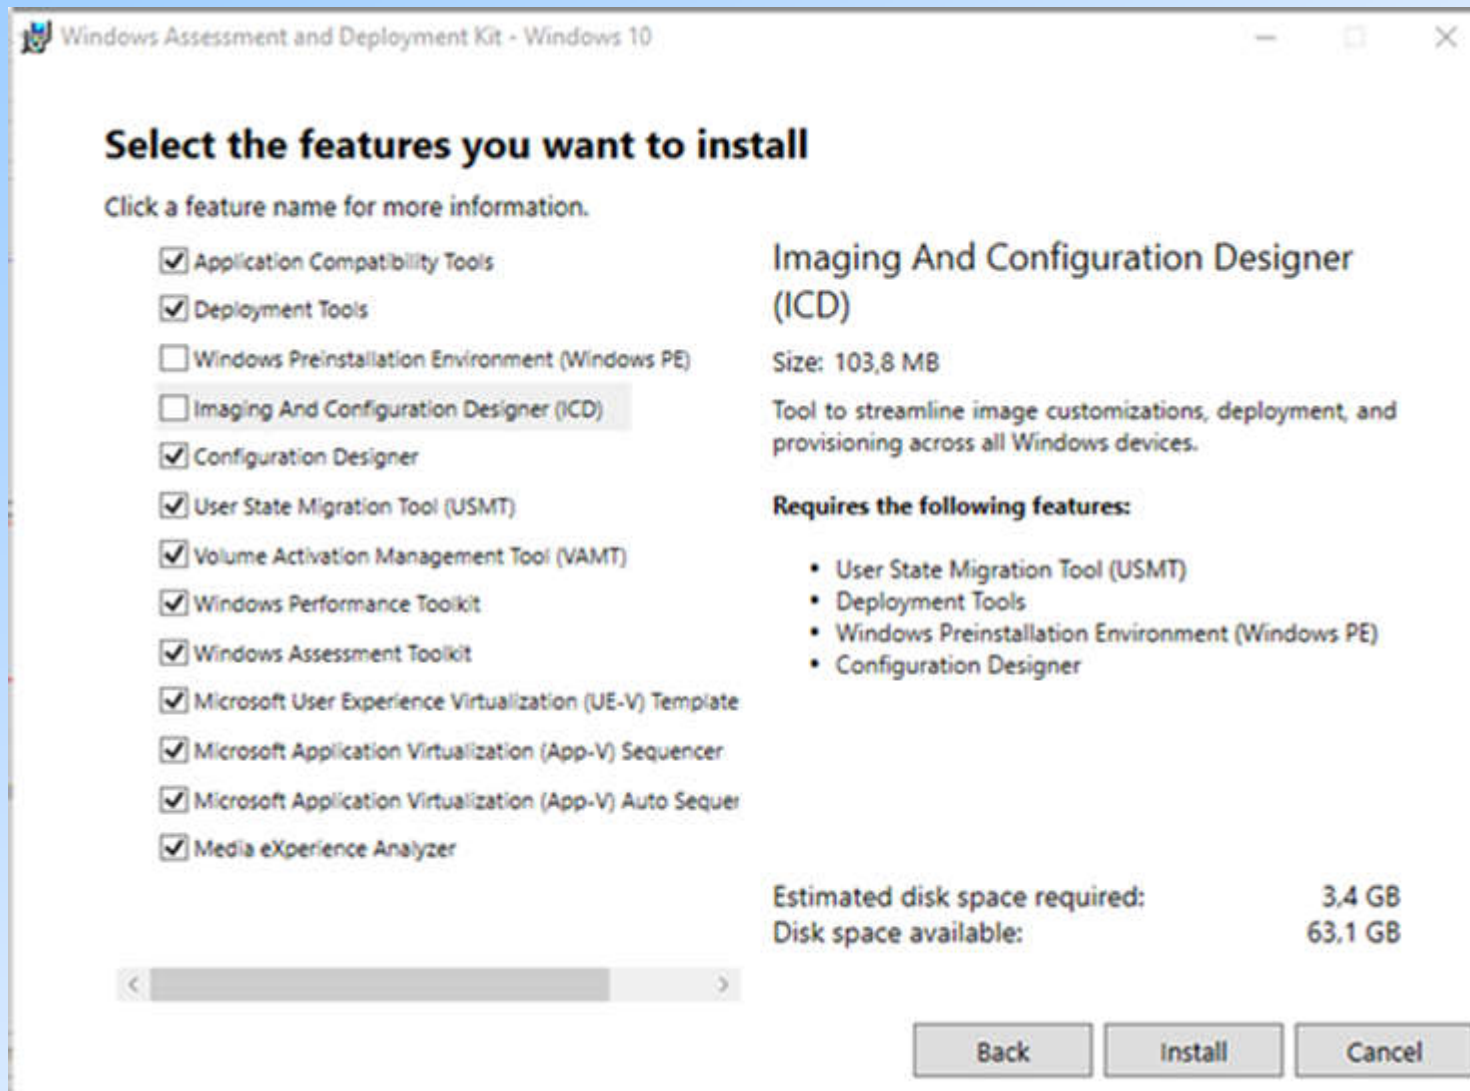 Windows Assessment and Deployment Kit - Windows 10
Select the features you want to install
Click a feature name for more information.
Application Compatibility Tools
Deployment Tools
Windows Preinstallation Environment (Windows PE)
Imaging And Configuration Designer (ICD)
Configuration Designer
User State Migration Tool (USMT)
Volume Activation Management Tool (VAMT)
Windows Performance Toolkit
Windows Assessment Toolkit
Microsoft User Experience Virtualization (UE-V) Template
Microsoft Application Virtualization (App-V) Sequencer
Microsoft Application Virtualization (App-V) Auto Sequer
Media eXperience Analyzer
Imaging And Configuration Designer
(ICD)
Size: 103,8 MB
Tool to streamline image customizations, deployment, and
provisioning across all Windows devices.
Requires the following features:
• User State Migration Tool (USMT)
• Deployment Tools
• Windows Preinstallation Environment (Windows PE)
• Configuration Designer
Estimated disk space required: 3,4 GB
Disk space available: 63,1 GB
Back Install Cancel